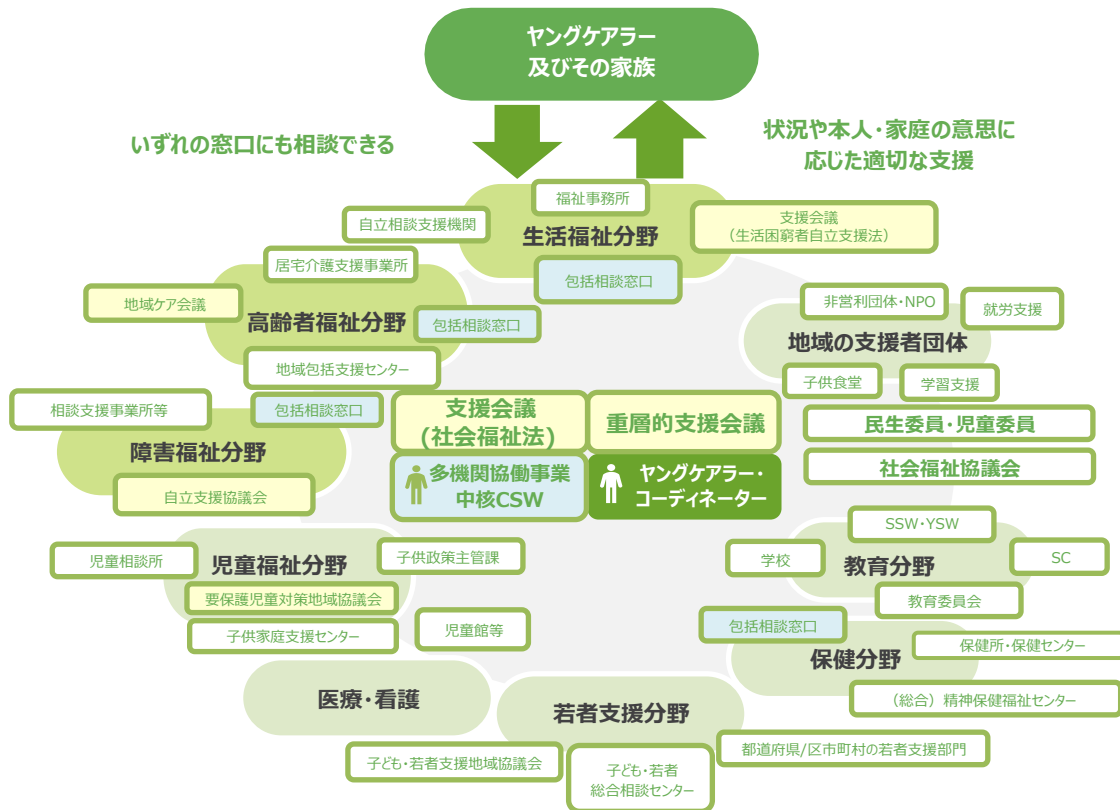 ヤングケアラー
及びその家族
いずれの窓口にも相談できる
状況や本人・家庭の意思に
応じた適切な支援
福祉事務所
自立相談支援機関
生活福祉分野
支援会議
(生活困窮者自立支援法)
包括相談窓口
居宅介護支援事業所
地域ケア会議
高齢者福祉分野
包括相談窓口
地域包括支援センター
非営利団体・NPO
就労支援
地域の支援者団体
子供食堂
学習支援
民生委員・児童委員
社会福祉協議会
相談支援事業所等
包括相談窓口
障害福祉分野
自立支援協議会
支援会議
(社会福祉法)
重層的支援会議
多機関協働事業
中核CSW
ヤングケアラー・
コーディネーター
児童相談所
児童福祉分野
子供政策主管課
要保護児童対策地域協議会
子供家庭支援センター
児童館等
SSW・YSW
学校
教育分野
SC
教育委員会
包括相談窓口
保健分野
保健所・保健センター
(総合)精神保健福祉センター
医療・看護
若者支援分野
子ども・若者支援地域協議会
子ども・若者
総合相談センター
都道府県/区市町村の若者支援部門